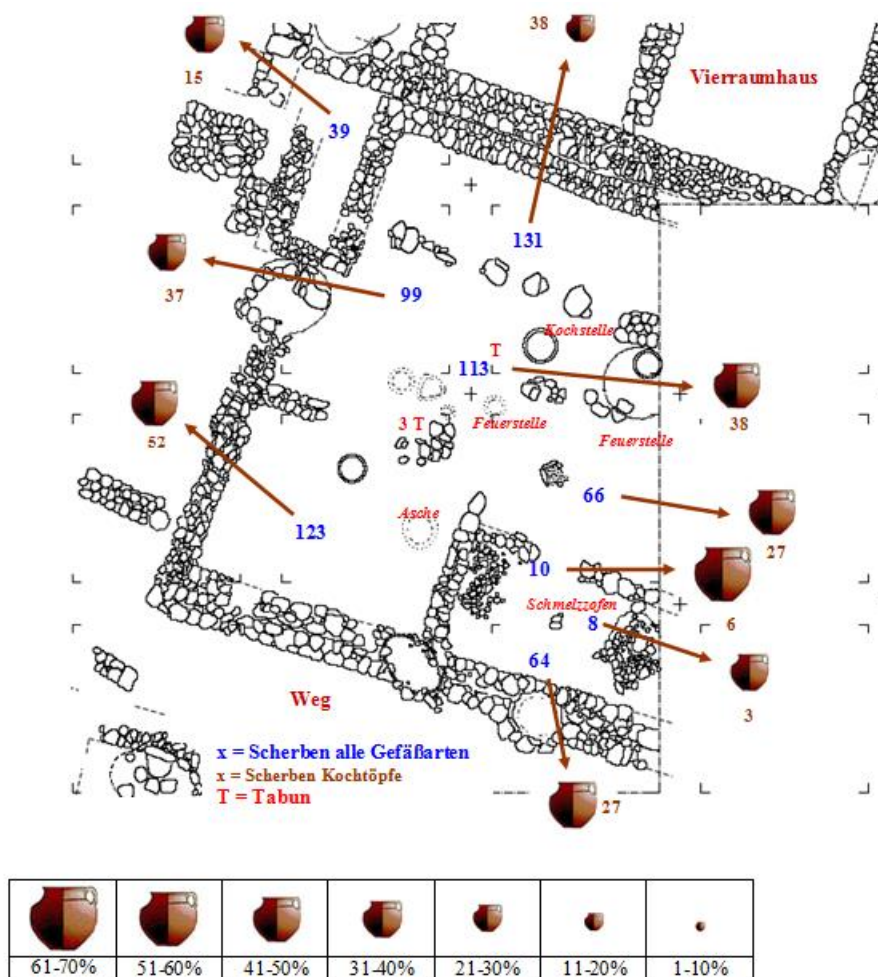 38
Vierraumhaus
15
39
131
37
99
Kochstelle
T
113
38
3 T
Feuerstelle
Feuerstelle
52
66
27
Asche
123
10
6
Schmelzofen
8
3
64
Weg
27
x = Scherben alle Gefäßarten
x = Scherben Kochtöpfe
T = Tabun
61-70% 51-60% 41-50% 31-40% 21-30% 11-20% 1-10%